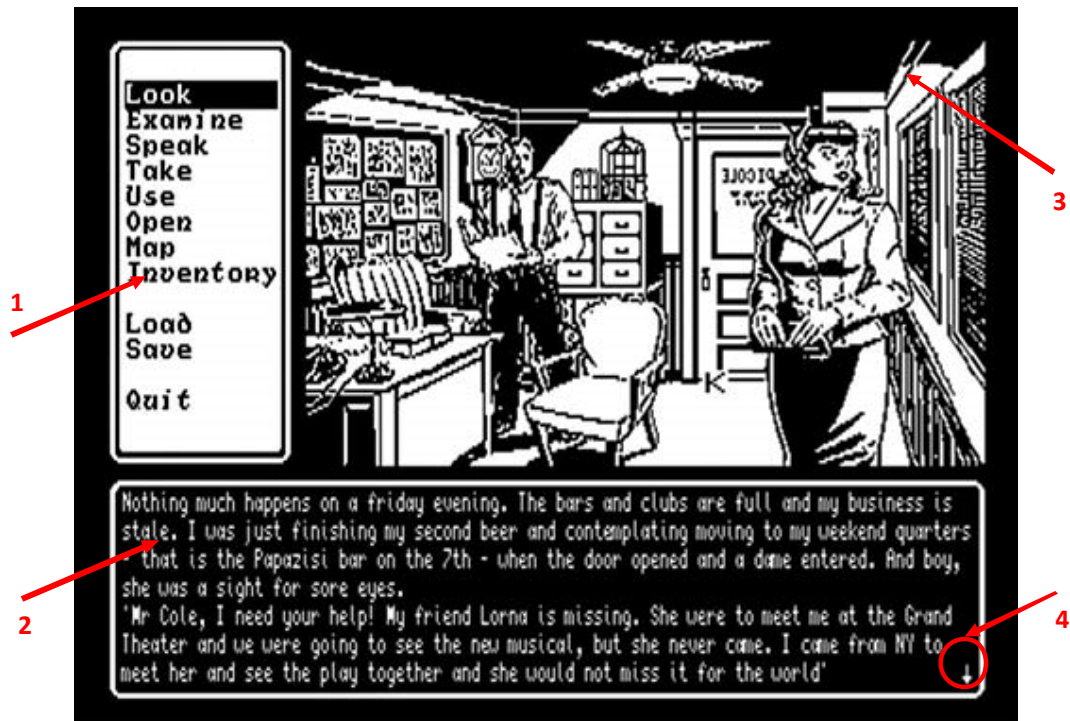 Look
Examine
Speak
Take
Use
Open
Map
Inventory
Load
Save
Quit
1
3
Nothing much happens on a friday evening. The bars and clubs are full and my business is
stale. I was just finishing my second beer and contemplating moving to my weekend quarters
- that is the Papazisi bar on the 7th - when the door opened and a dame entered. And boy,
she was a sight for sore eyes.
'Mr Cole, I need your help! My friend Lorna is missing. She were to meet me at the Grand
Theater and we were going to see the new musical, but she never came. I came from NY to
meet her and see the play together and she would not miss it for the world'
2
4